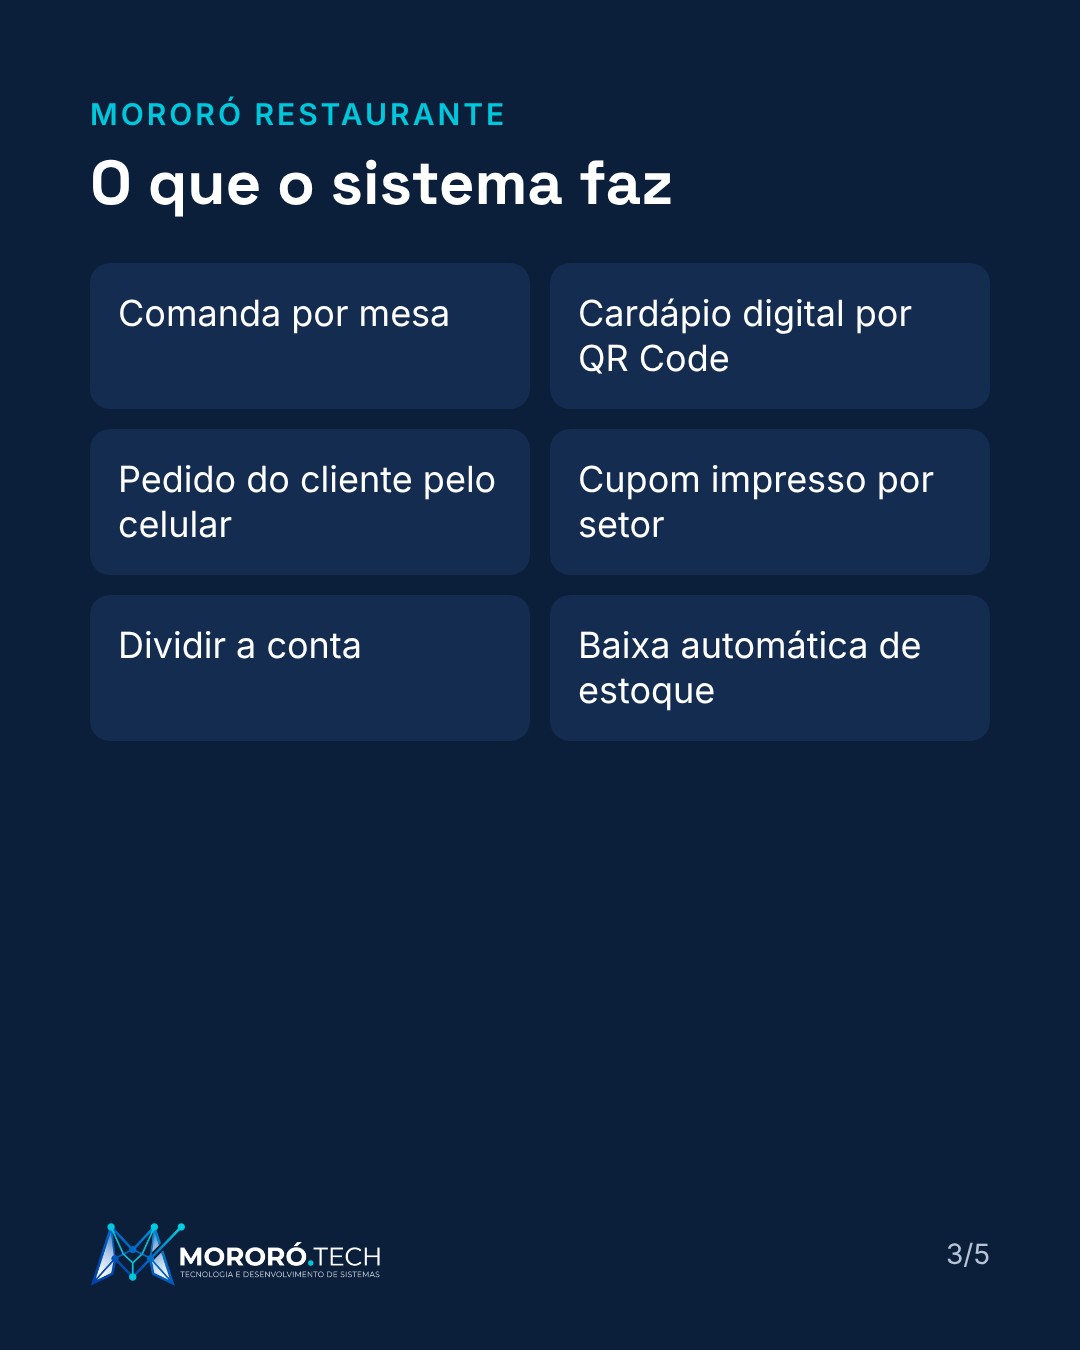 MORORÓ RESTAURANTE
O que o sistema faz
Comanda por mesa
Cardápio digital por
QR Code
Pedido do cliente pelo
celular
Cupom impresso por
setor
Dividir a conta
Baixa automática de
estoque
MORORÓ.TECH
TECNOLOGIA E DESENVOLVIMENTO DE SISTEMAS
3/5